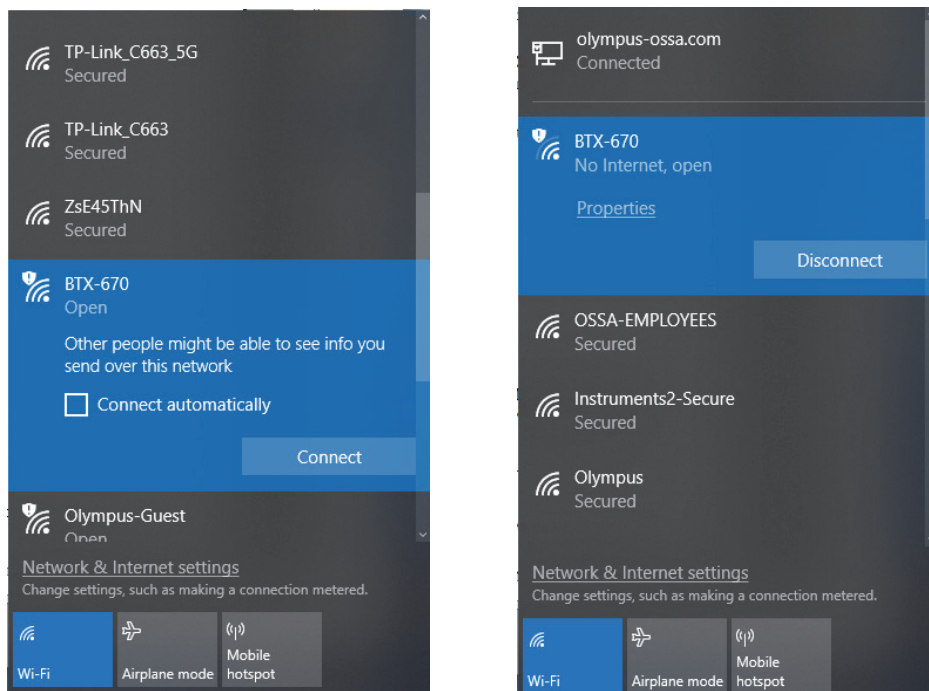 TP-Link_C663_5G
Secured
TP-Link_C663
Secured
ZsE45ThN
Secured
BTX-670
Open
Other people might be able to see info you
send over this network
Connect automatically
Connect
Olympus-Guest
Open
Network & Internet settings
Change settings, such as making a connection metered.
Wi-Fi
Airplane mode
Mobile
hotspot
olympus-ossa.com
Connected
BTX-670
No Internet, open
Properties
Disconnect
OSSA-EMPLOYEES
Secured
Instruments2-Secure
Secured
Olympus
Secured
Network & Internet settings
Change settings, such as making a connection metered.
Wi-Fi
Airplane mode
Mobile
hotspot